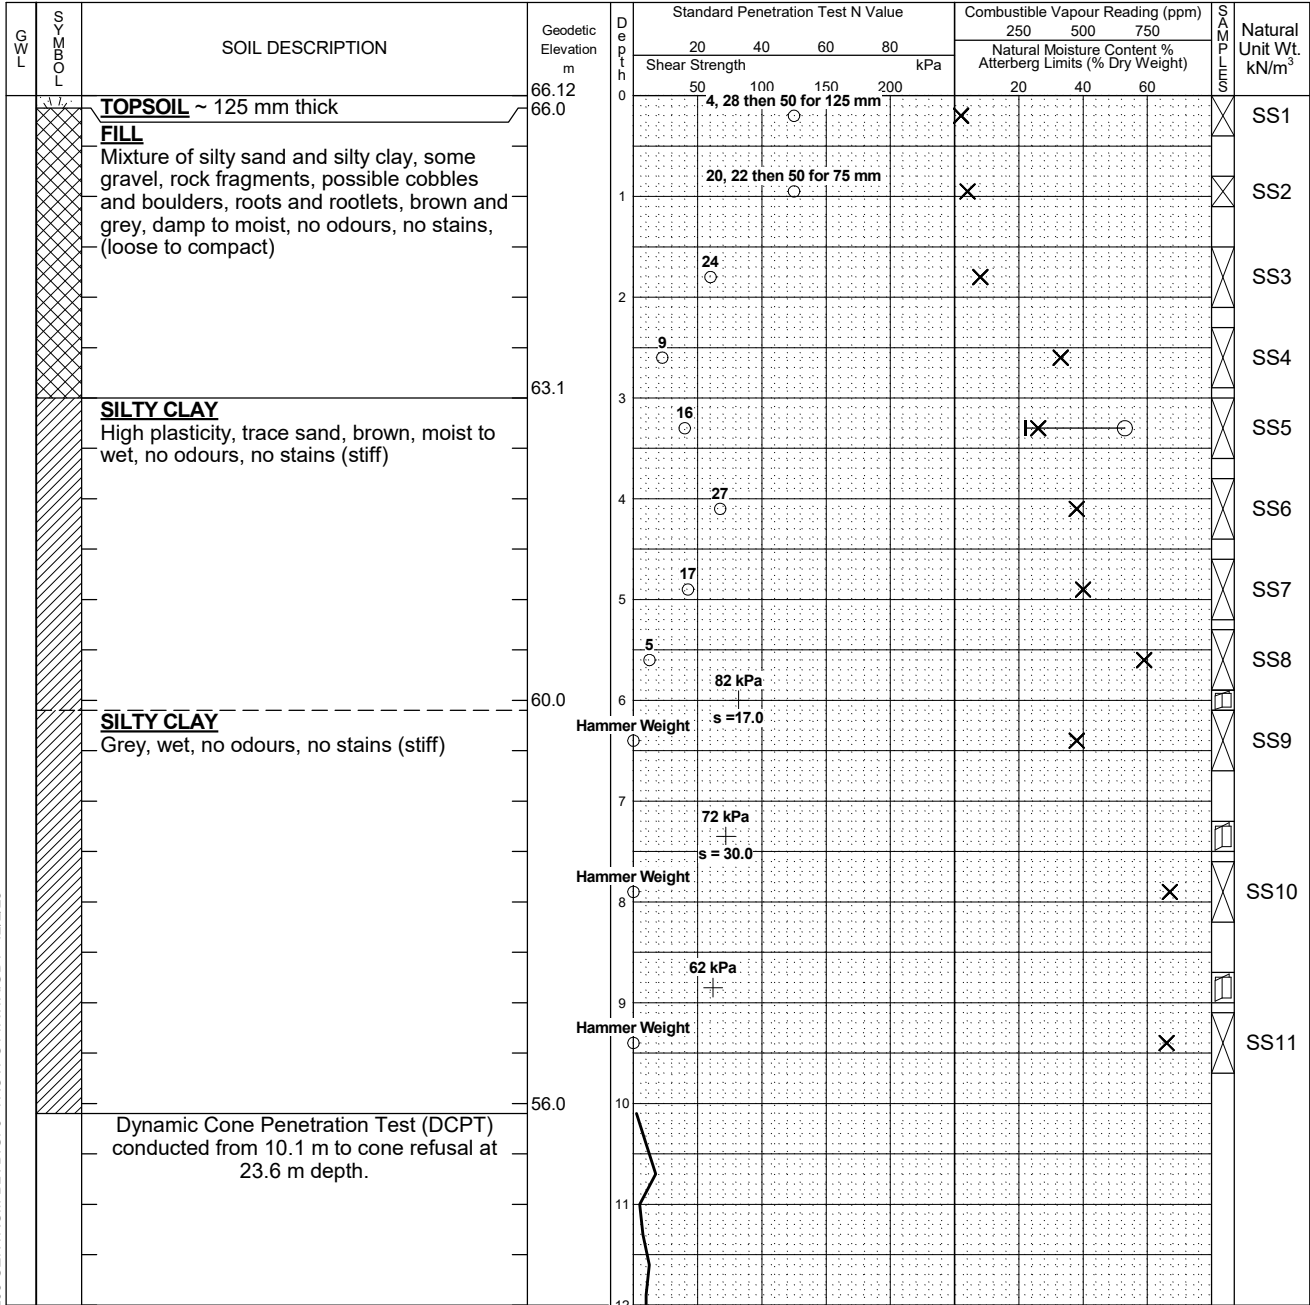 GWL
SYMBOL
SOIL DESCRIPTION
Geodetic
Elevation
m
66.12
Depth
0
Standard Penetration Test N Value
20 40 60 80
Shear Strength kPa
50 100 150 200
Combustible Vapour Reading (ppm)
250 500 750
Natural Moisture Content %
Atterberg Limits (% Dry Weight)
20 40 60
SAMPLES
Natural
Unit Wt.
kN/m³
TOPSOIL ~ 125 mm thick
66.0
4, 28 then 50 for 125 mm
SS1
FILL
Mixture of silty sand and silty clay, some
gravel, rock fragments, possible cobbles
and boulders, roots and rootlets, brown and
grey, damp to moist, no odours, no stains,
(loose to compact)
20, 22 then 50 for 75 mm
1
SS2
24
SS3
2
9
SS4
63.1
3
SILTY CLAY
High plasticity, trace sand, brown, moist to
wet, no odours, no stains (stiff)
16
SS5
4
27
SS6
17
SS7
5
5
SS8
82 kPa
60.0
6
s =17.0
SILTY CLAY
Grey, wet, no odours, no stains (stiff)
Hammer Weight
SS9
7
72 kPa
s = 30.0
Hammer Weight
SS10
8
62 kPa
9
Hammer Weight
SS11
56.0
10
Dynamic Cone Penetration Test (DCPT)
conducted from 10.1 m to cone refusal at
23.6 m depth.
11
12